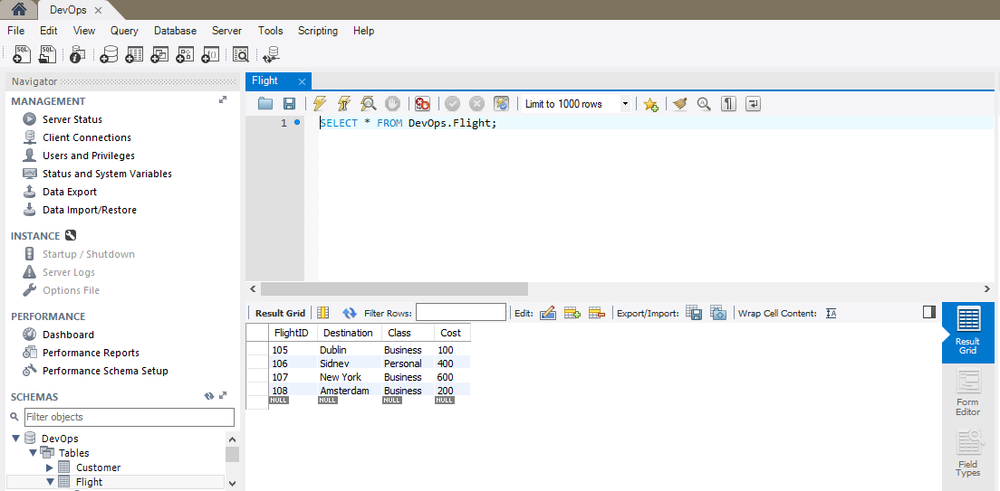 DevOps
File Edit View Query Database Server Tools Scripting Help
Navigator
MANAGEMENT
Server Status
Client Connections
Users and Privileges
Status and System Variables
Data Export
Data Import/Restore
INSTANCE
Startup / Shutdown
Server Logs
Options File
PERFORMANCE
Dashboard
Performance Reports
Performance Schema Setup
SCHEMAS
Filter objects
DevOps
Tables
Customer
Flight
Flight
Limit to 1000 rows
1 SELECT * FROM DevOps.Flight;
Result Grid Filter Rows: Edit: Export/Import: Wrap Cell Content:
FlightID Destination Class Cost
105 Dublin Business 100
106 Sidney Personal 400
107 New York Business 600
108 Amsterdam Business 200
NULL NULL NULL NULL
Result
Grid
Form
Editor
Field
Types